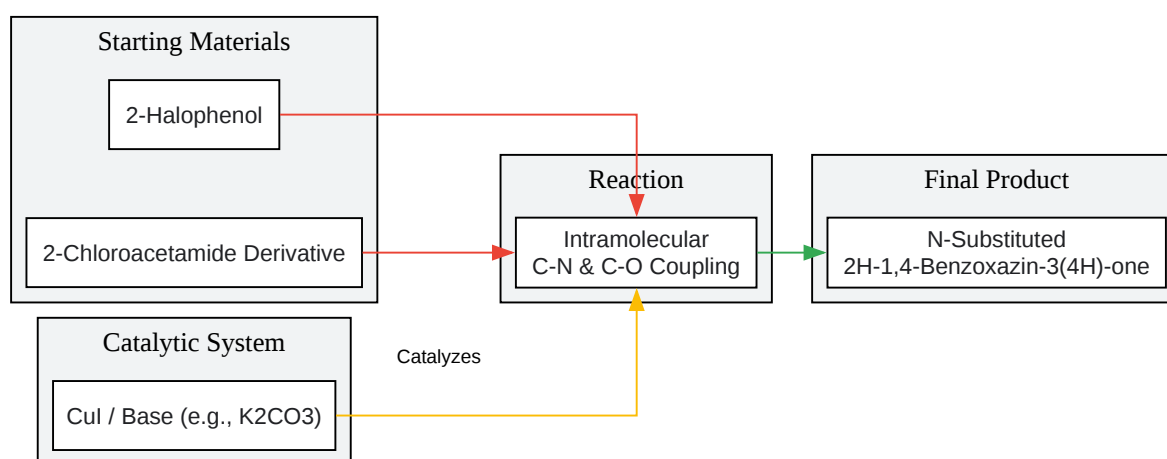 Starting Materials
2-Halophenol
2-Chloroacetamide Derivative
Reaction
Intramolecular
C-N & C-O Coupling
Final Product
N-Substituted
2H-1,4-Benzoxazin-3(4H)-one
Catalytic System
CuI / Base (e.g., K2CO3)
Catalyzes